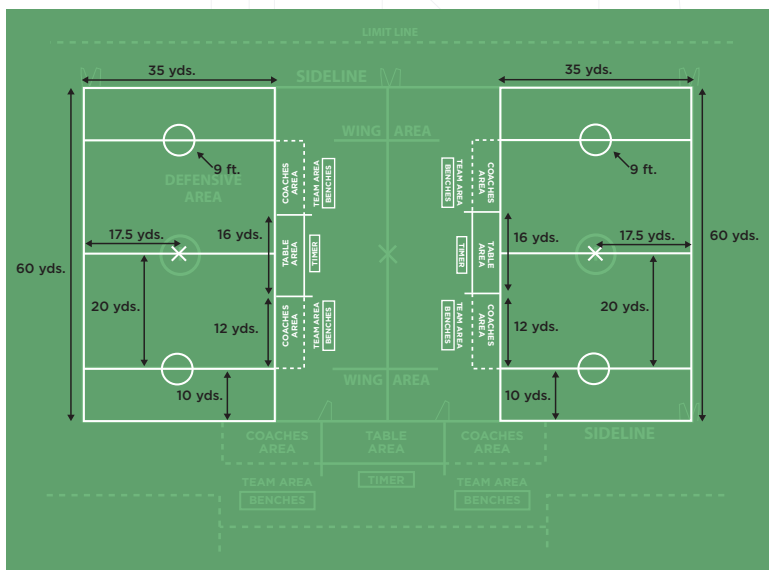 LIMIT LINE
35 yds.
SIDELINE
35 yds.
WING AREA
9 ft.
9 ft.
DEFENSIVE
AREA
COACHES
AREA
TEAM AREA
BENCHES
TEAM AREA
BENCHES
COACHES
AREA
17.5 yds.
16 yds.
TABLE
AREA
TIMER
TIMER
TABLE
AREA
16 yds.
17.5 yds.
60 yds.
60 yds.
20 yds.
12 yds.
COACHES
AREA
TEAM AREA
BENCHES
TEAM AREA
BENCHES
COACHES
AREA
12 yds.
20 yds.
WING AREA
10 yds.
10 yds.
COACHES
AREA
TABLE
AREA
COACHES
AREA
SIDELINE
TEAM AREA
BENCHES
TIMER
TEAM AREA
BENCHES